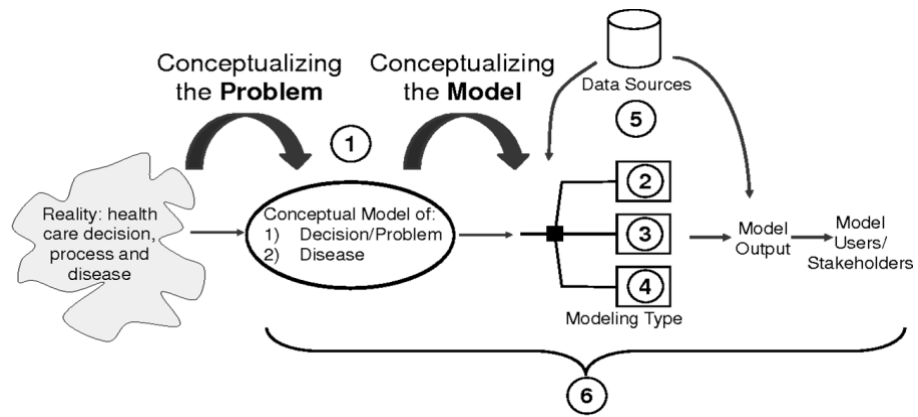 Conceptualizing
the Problem
Conceptualizing
the Model
Data Sources
1
5
Reality: health
care decision,
process and
disease
Conceptual Model of:
1) Decision/Problem
2) Disease
2
3
4
Modeling Type
Model
Output
Model
Users/
Stakeholders
6